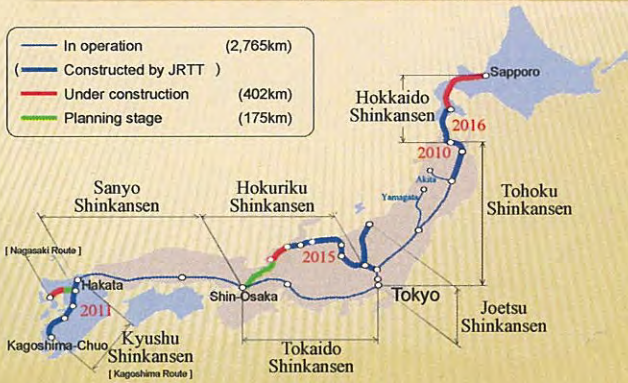 In operation (2,765km)
( Constructed by JRTT )
Under construction (402km)
Planning stage (175km)
Sapporo
Hokkaido
Shinkansen
2016
2010
Akita
Yamagata
Tohoku
Shinkansen
Sanyo
Shinkansen
Hokuriku
Shinkansen
[ Nagasaki Route ]
2015
Hakata
Shin-Osaka
Tokyo
2011
Joetsu
Shinkansen
Kagoshima-Chuo
Kyushu
Shinkansen
[ Kagoshima Route ]
Tokaido
Shinkansen